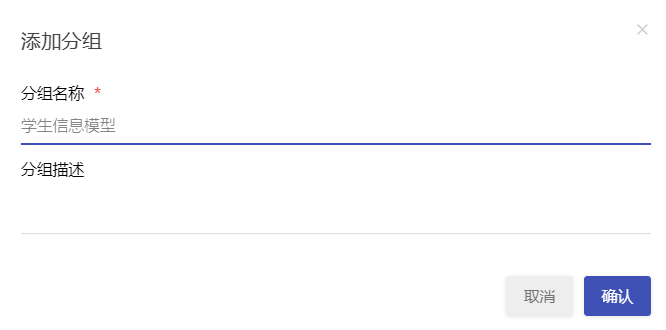 添加分组
分组名称 *
学生信息模型
分组描述
取消 确认